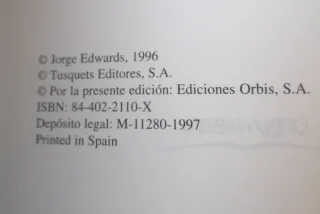 © Jorge Edwards, 1996
© Tusquets Editores, S.A.
© Por la presente edición: Ediciones Orbis, S.A.
ISBN: 84-402-2110-X
Depósito legal: M-11280-1997
Printed in Spain